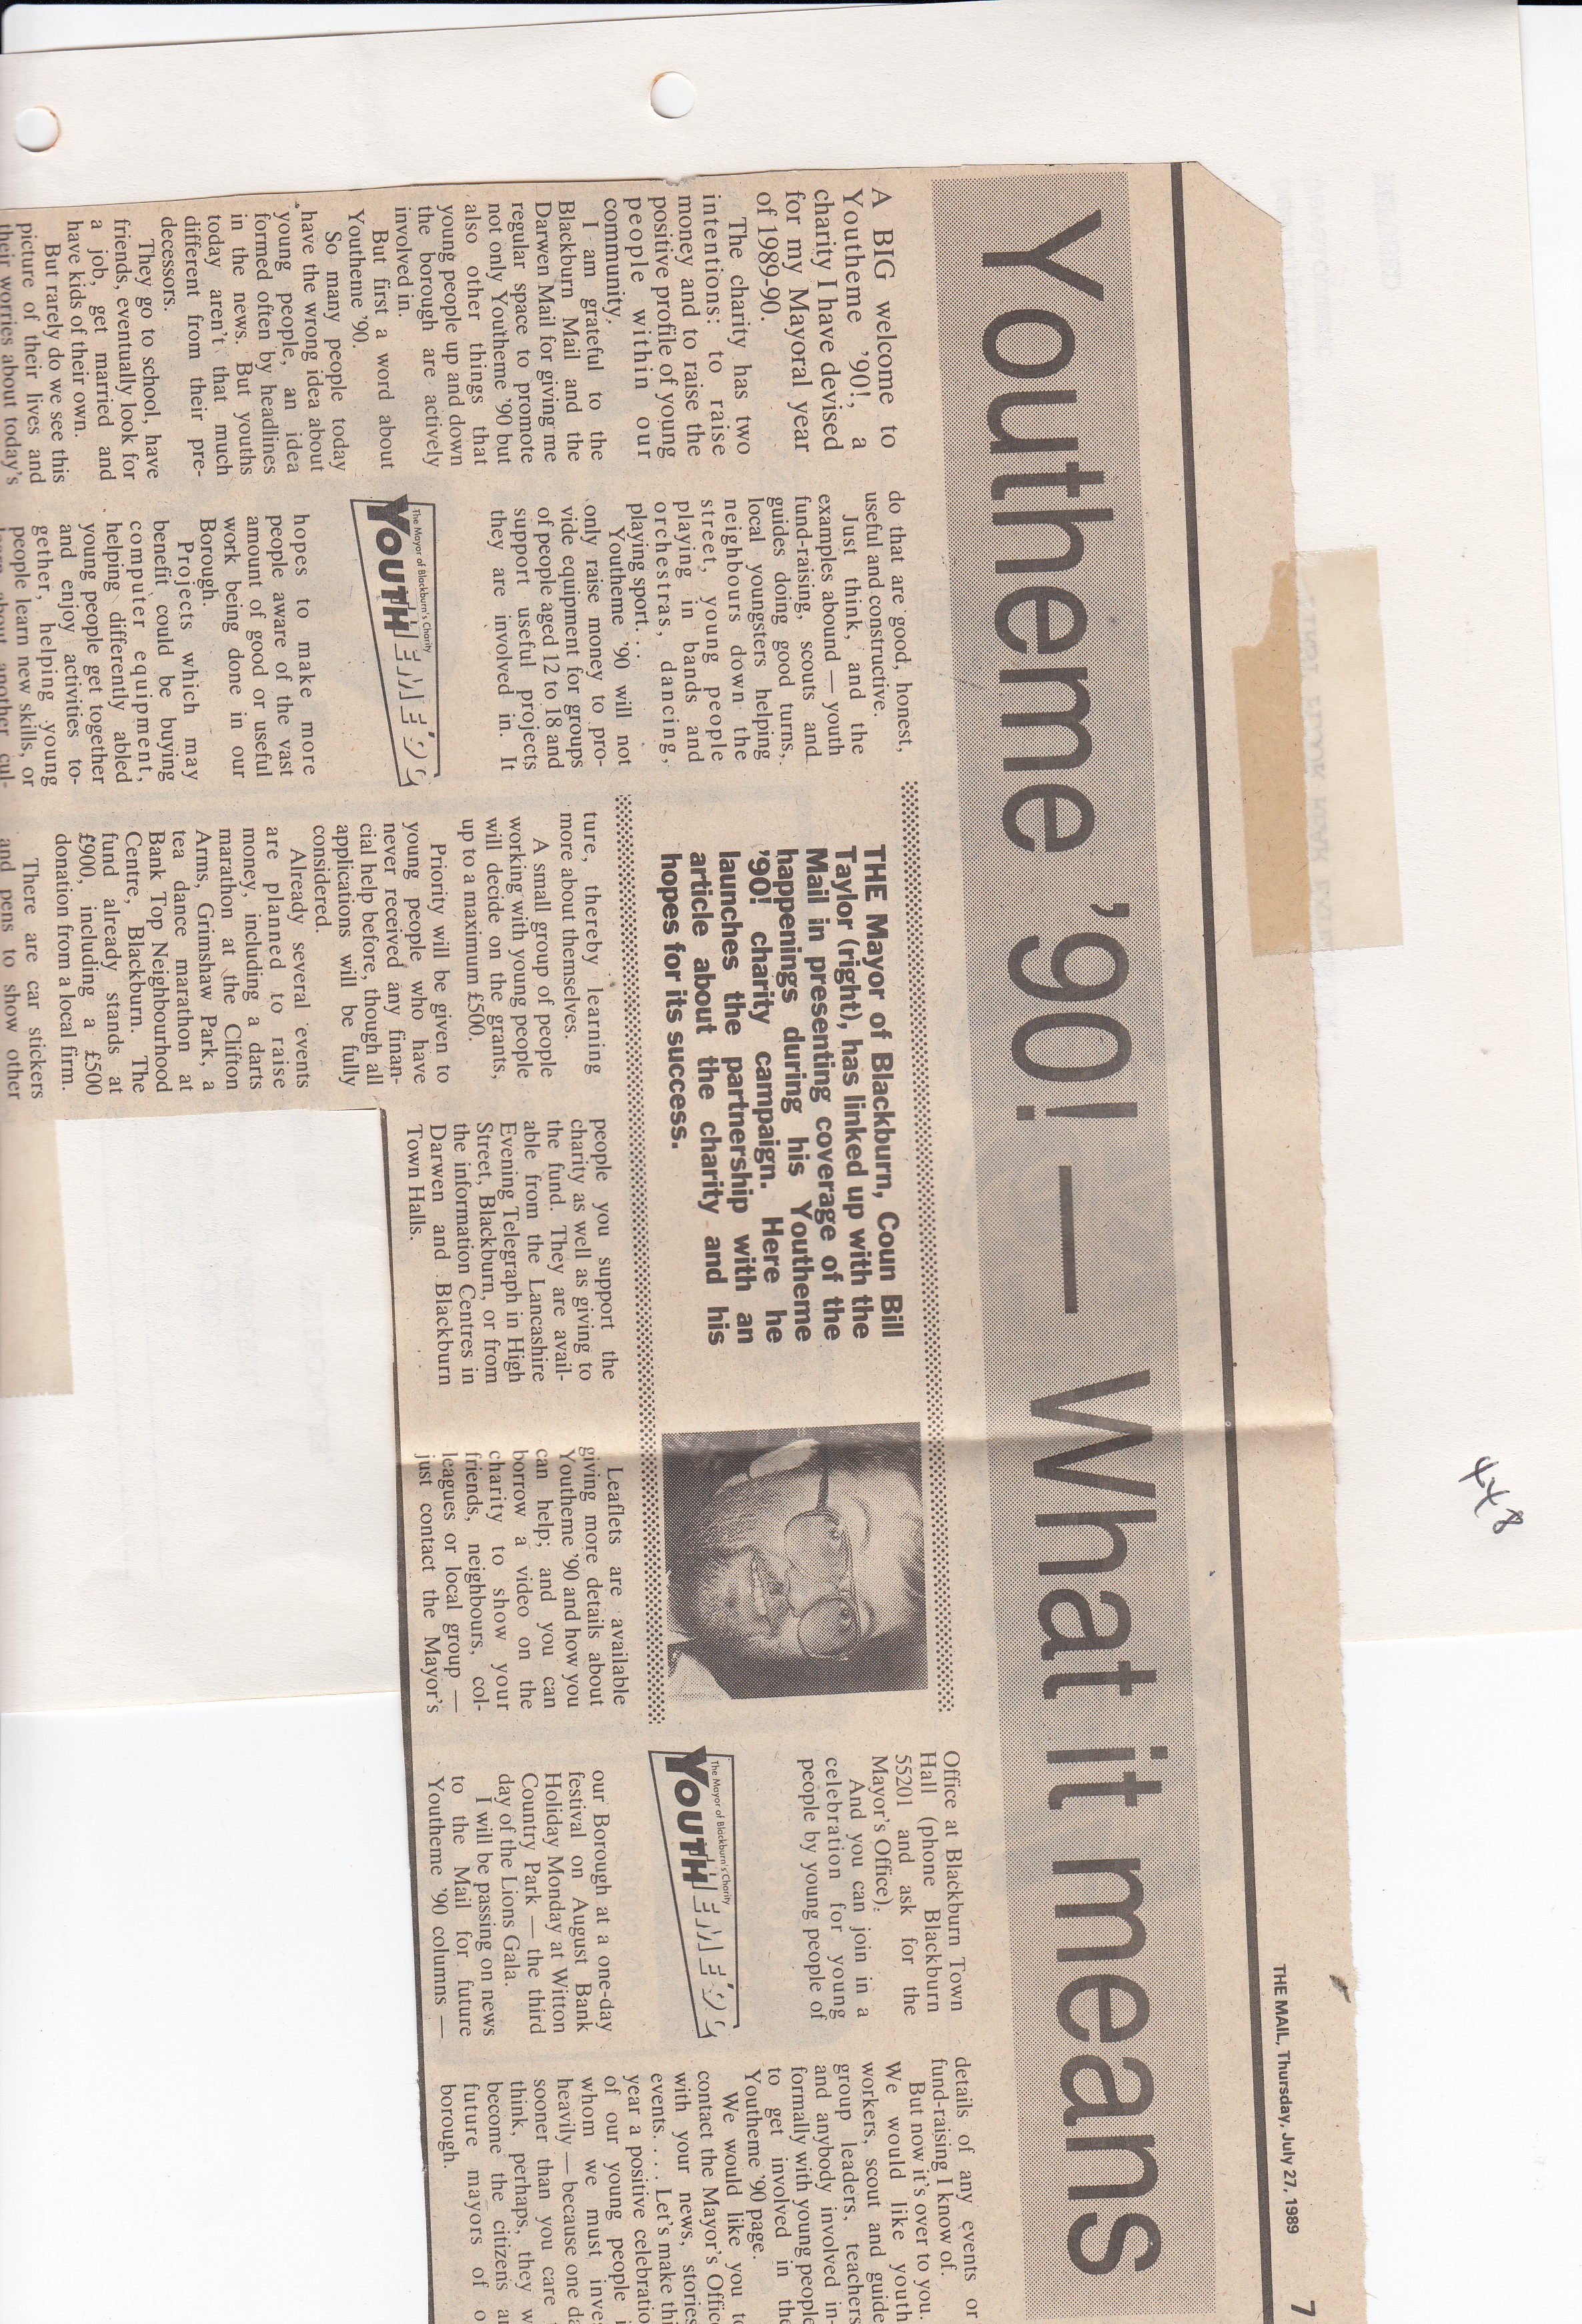 448
THE MAIL, Thursday, July 27, 1989
7
Youtheme '90! — What it means
A BIG welcome to
Youtheme '90!, a
charity I have devised
for my Mayoral year
of 1989-90.
The charity has two
intentions: to raise
money and to raise the
positive profile of young
people within our
community.
I am grateful to the
Blackburn Mail and the
Darwen Mail for giving me
regular space to promote
not only Youtheme '90 but
also other things that
young people up and down
the borough are actively
involved in.
But first a word about
Youtheme '90.
So many people today
have the wrong idea about
young people, an idea
formed often by headlines
in the news. But youths
today aren't that much
different from their pre-
decessors.
They go to school, have
friends, eventually look for
a job, get married and
have kids of their own.
But rarely do we see this
picture of their lives and
their worries about today's
do that are good, honest,
useful and constructive.
Just think, and the
examples abound — youth
fund-raising, scouts and
guides doing good turns,
local youngsters helping
neighbours down the
street, young people
playing in bands and
orchestras, dancing,
playing sport. . .
Youtheme '90 will not
only raise money to pro-
vide equipment for groups
of people aged 12 to 18 and
support useful projects
they are involved in. It
The Mayor of Blackburn's Charity
YOUTHEME '90
hopes to make more
people aware of the vast
amount of good or useful
work being done in our
Borough.
Projects which may
benefit could be buying
computer equipment,
helping differently abled
young people get together
and enjoy activities to-
gether, helping young
people learn new skills, or
learn about another cul-
THE Mayor of Blackburn, Coun Bill
Taylor (right), has linked up with the
Mail in presenting coverage of the
happenings during his Youtheme
'90! charity campaign. Here he
launches the partnership with an
article about the charity and his
hopes for its success.
ture, thereby learning
more about themselves.
A small group of people
working with young people
will decide on the grants,
up to a maximum £500.
Priority will be given to
young people who have
never received any finan-
cial help before, though all
applications will be fully
considered.
Already several events
are planned to raise
money, including a darts
marathon at the Clifton
Arms, Grimshaw Park, a
tea dance marathon at
Bank Top Neighbourhood
Centre, Blackburn. The
fund already stands at
£900, including a £500
donation from a local firm.
There are car stickers
and pens to show other
people you support the
charity as well as giving to
the fund. They are avail-
able from the Lancashire
Evening Telegraph in High
Street, Blackburn, or from
the information Centres in
Darwen and Blackburn
Town Halls.
Leaflets are available
giving more details about
Youtheme '90 and how you
can help; and you can
borrow a video on the
charity to show your
friends, neighbours, col-
leagues or local group —
just contact the Mayor's
Office at Blackburn Town
Hall (phone Blackburn
55201 and ask for the
Mayor's Office).
And you can join in a
celebration for young
people by young people of
The Mayor of Blackburn's Charity
YOUTHEME '90
our Borough at a one-day
festival on August Bank
Holiday Monday at Witton
Country Park — the third
day of the Lions Gala.
I will be passing on news
to the Mail for future
Youtheme '90 columns —
details of any events or
fund-raising I know of.
But now it's over to you.
We would like youth
workers, scout and guide
group leaders, teachers
and anybody involved in-
formally with young people
to get involved in the
Youtheme '90 page.
We would like you to
contact the Mayor's Office
with your news, stories,
events. . . . Let's make this
year a positive celebration
of our young people i
whom we must inve
heavily — because one da
sooner than you care
think, perhaps, they w
become the citizens a
future mayors of o
borough.